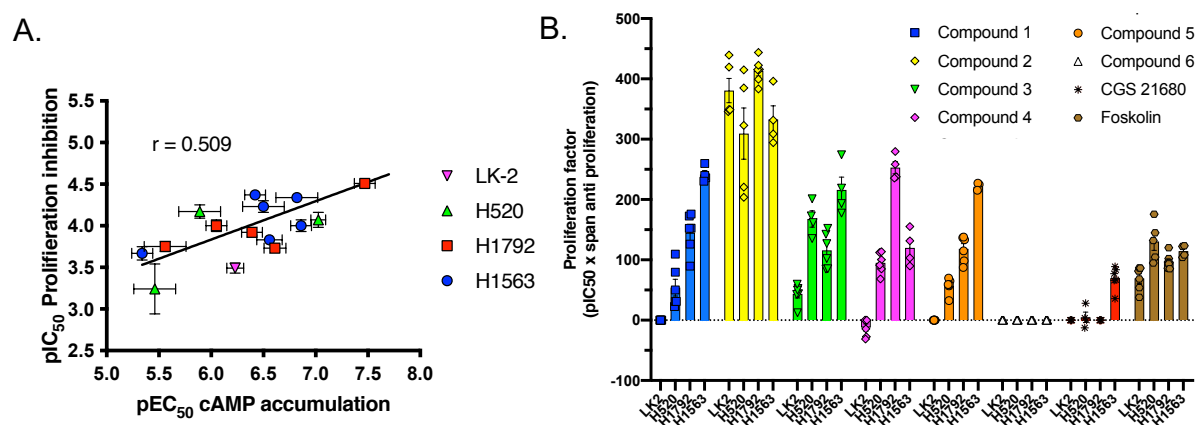 A.
pIC50 Proliferation inhibition
5.5
5.0
4.5
4.0
3.5
3.0
2.5
r = 0.509
5.0 5.5 6.0 6.5 7.0 7.5 8.0
pEC50 cAMP accumulation
LK-2
H520
H1792
H1563
B.
Proliferation factor
(pIC50 x span anti proliferation)
500
400
300
200
100
0
-100
Compound 1
Compound 2
Compound 3
Compound 4
Compound 5
Compound 6
CGS 21680
Foskolin
LK2 H520 H1792 H1563 LK2 H520 H1792 H1563 LK2 H520 H1792 H1563 LK2 H520 H1792 H1563 LK2 H520 H1792 H1563 LK2 H520 H1792 H1563 LK2 H520 H1792 H1563 LK2 H520 H1792 H1563